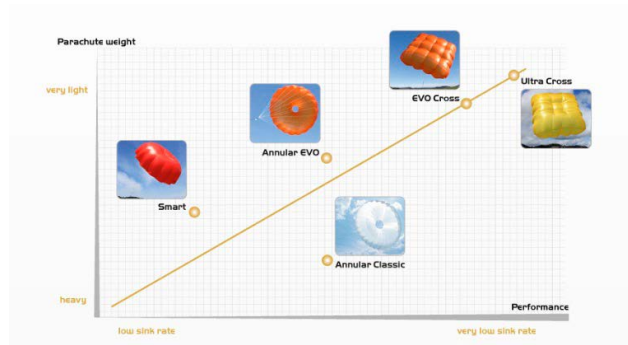 Parachute weight
very light
Ultra Cross
EVO Cross
Annular EVO
Smart
Annular Classic
heavy
Performance
low sink rate
very low sink rate